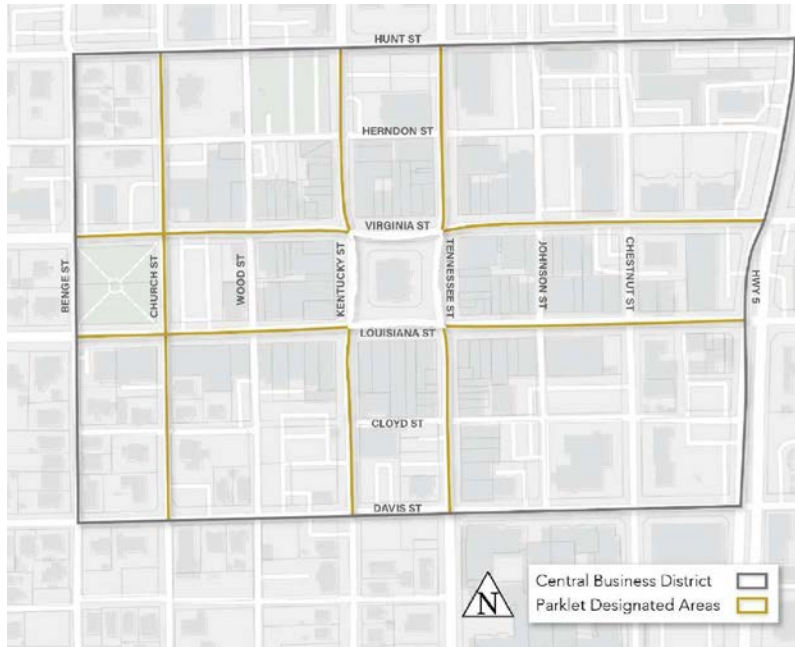 HUNT ST
HERNDON ST
VIRGINIA ST
BENGE ST
CHURCH ST
WOOD ST
KENTUCKY ST
TENNESSEE ST
JOHNSON ST
CHESTNUT ST
HWY 5
LOUISIANA ST
CLOYD ST
DAVIS ST
N
Central Business District
Parklet Designated Areas